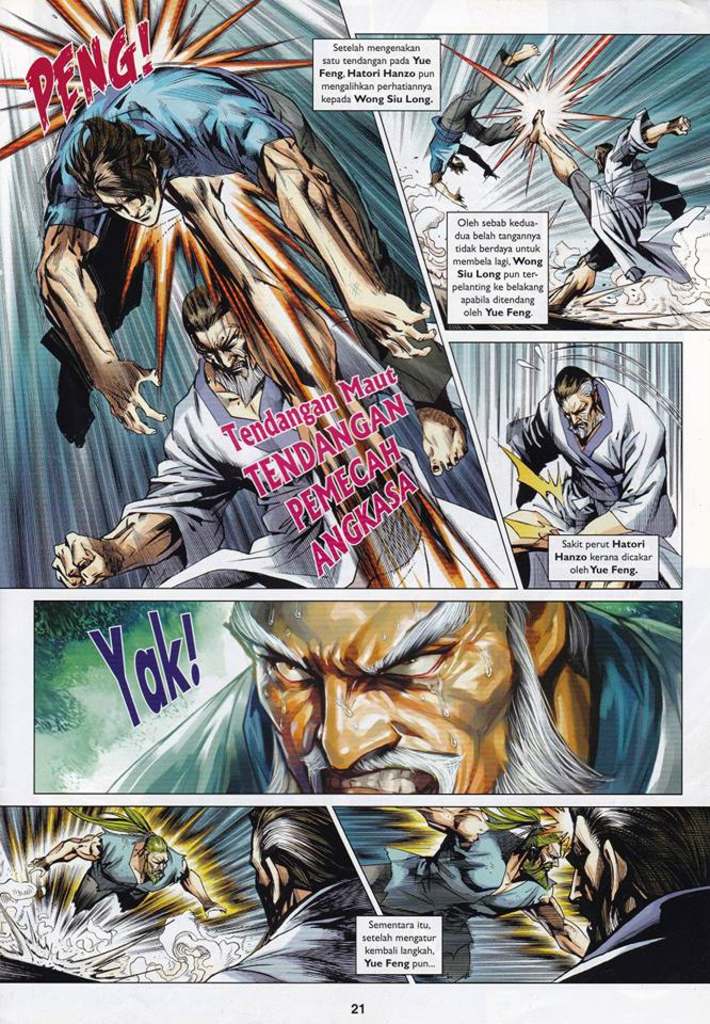 PENG!
Setelah mengenakan
satu tendangan pada Yue
Feng, Hatori Hanzo pun
mengalihkan perhatiannya
kepada Wong Siu Long.
Oleh sebab kedua-
dua belah tangannya
tidak berdaya untuk
membela lagi, Wong
Siu Long pun ter-
pelanting ke belakang
apabila ditendang
oleh Yue Feng.
Tendangan Maut
TENDANGAN
PEMECAH
ANGKASA
Sakit perut Hatori
Hanzo kerana dicakar
oleh Yue Feng.
Yak!
Sementara itu,
setelah mengatur
kembali langkah,
Yue Feng pun...
21